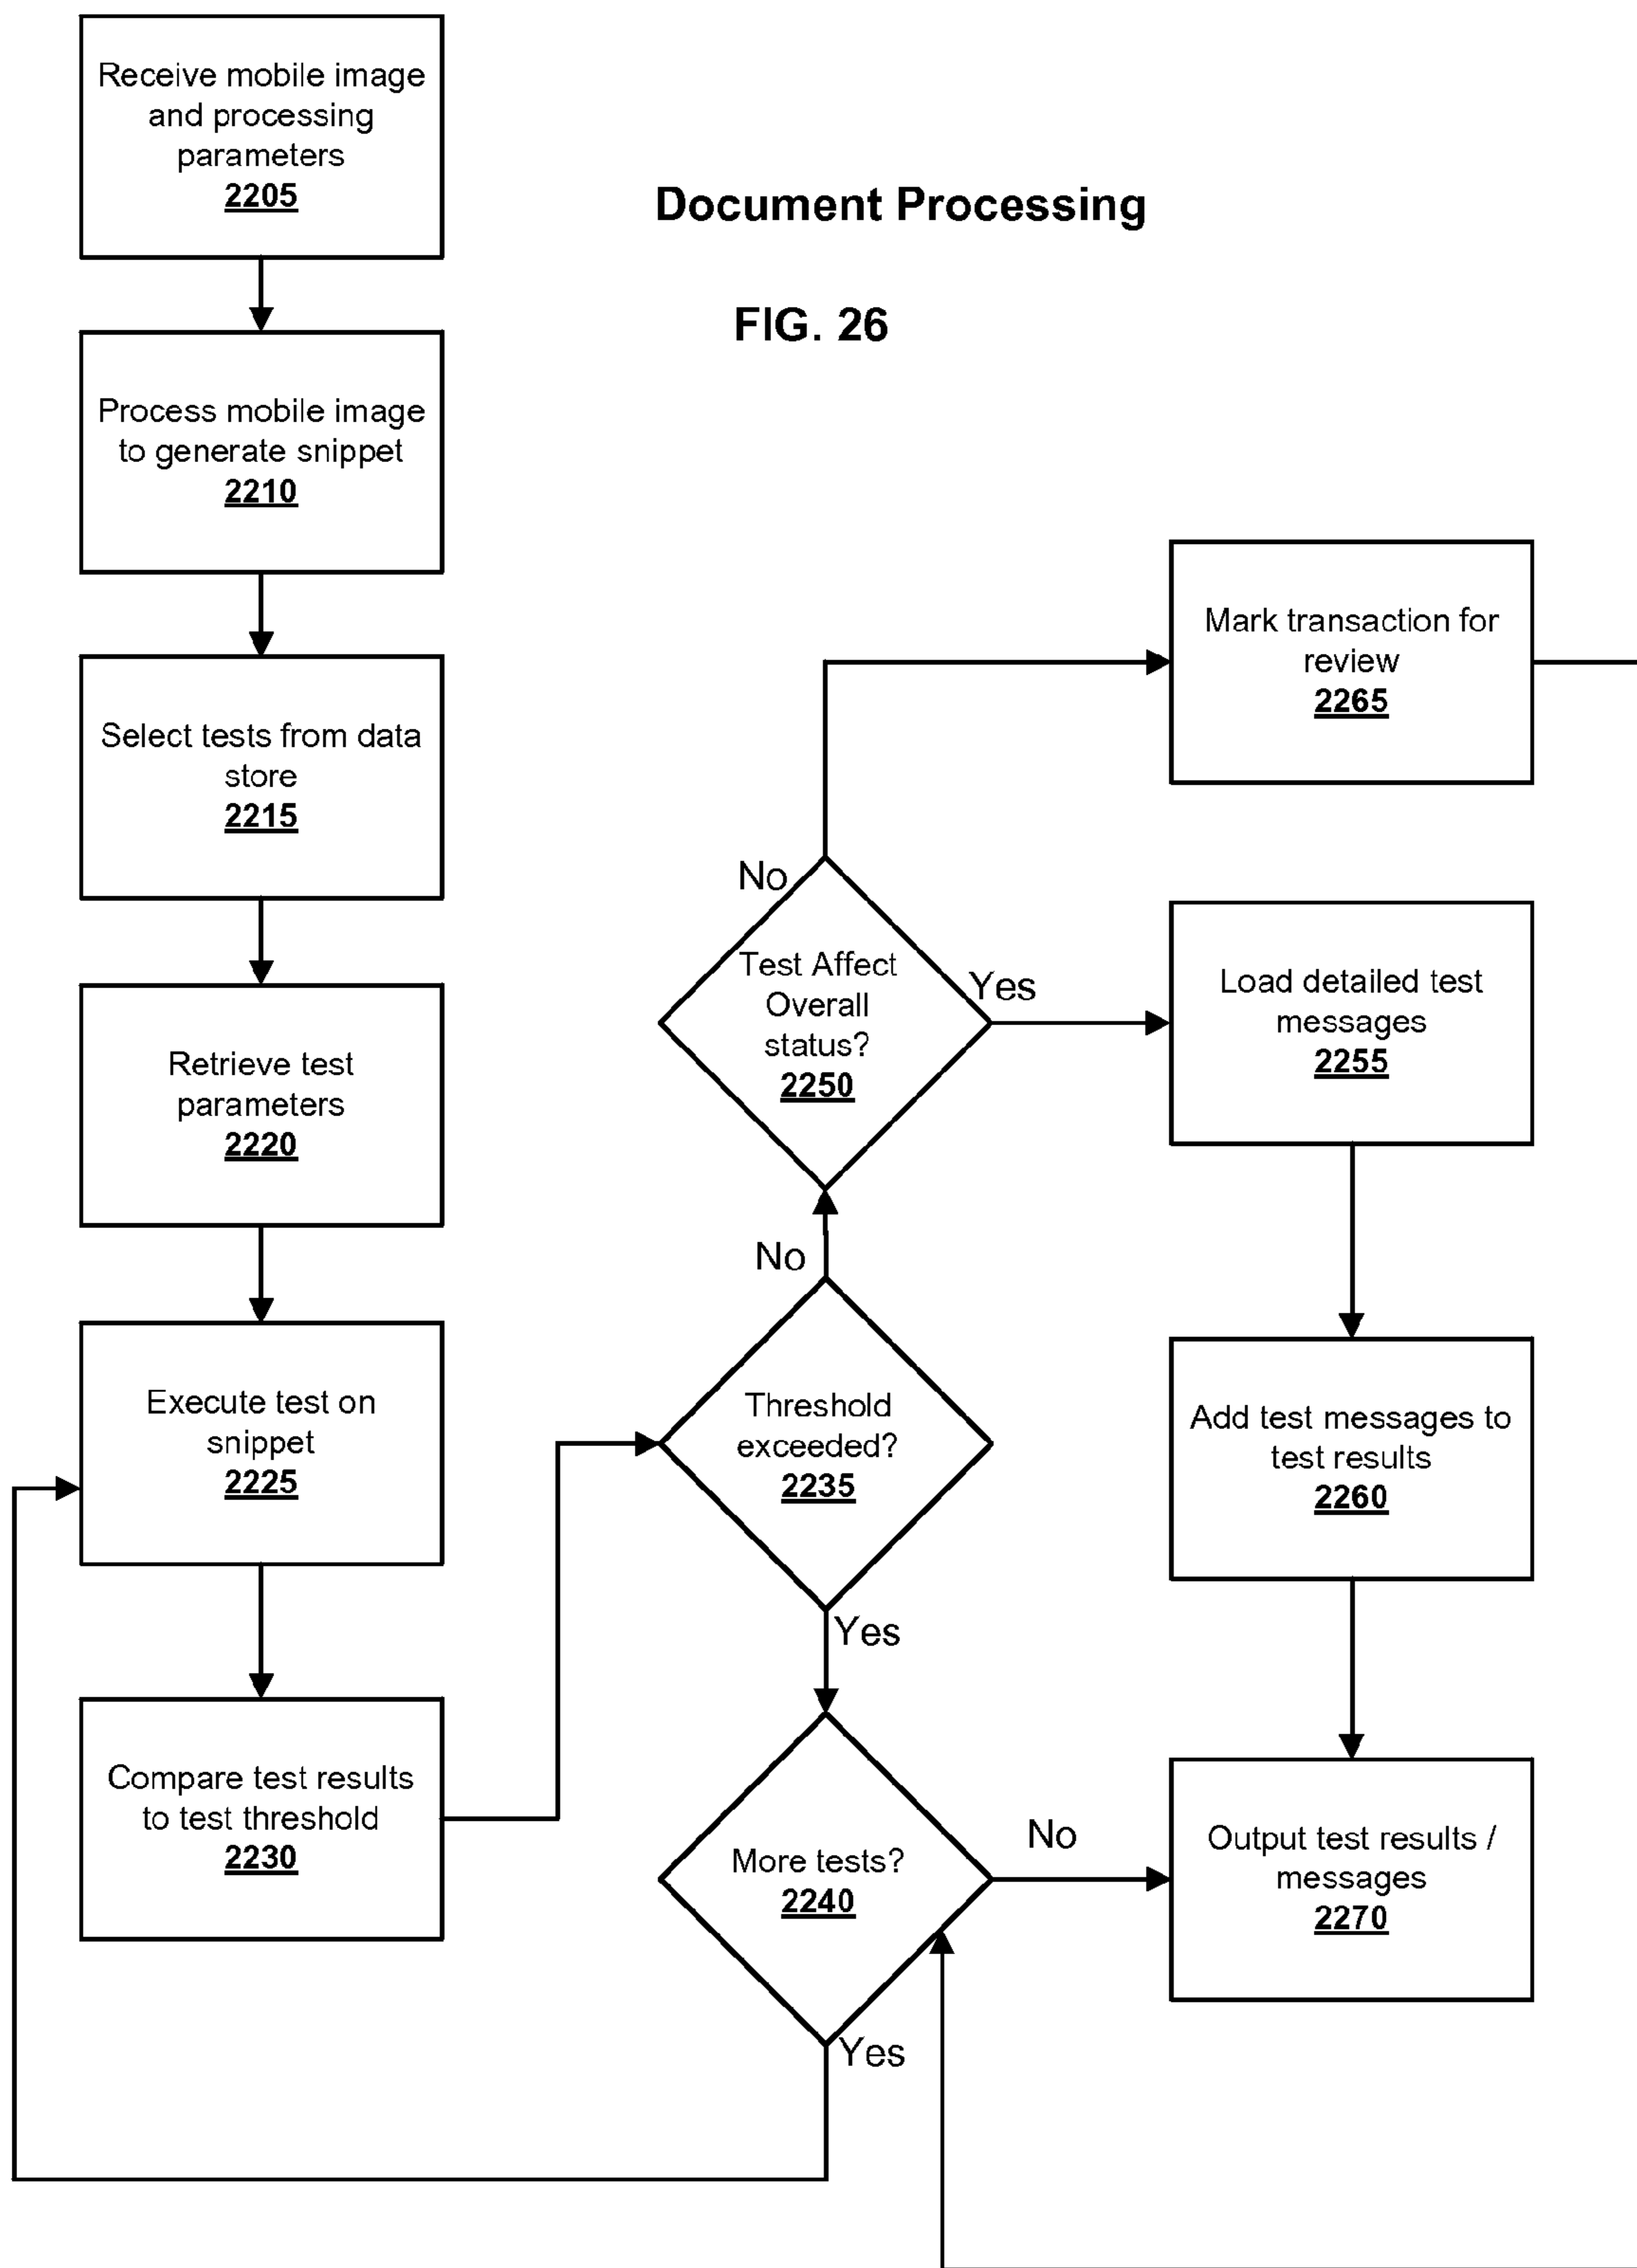 Receive mobile image
and processing
parameters
2205
Document Processing
FIG. 26
Process mobile image
to generate snippet
2210
Select tests from data
store
2215
Retrieve test
parameters
2220
Execute test on
snippet
2225
Compare test results
to test threshold
2230
Threshold
exceeded?
2235
No
Yes
Test Affect
Overall
status?
2250
No
Yes
Mark transaction for
review
2265
Load detailed test
messages
2255
Add test messages to
test results
2260
More tests?
2240
No
Yes
Output test results /
messages
2270